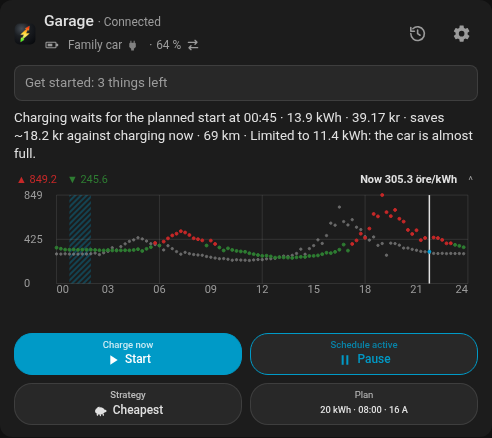 Garage · Connected
Family car · 64 %
Get started: 3 things left
Charging waits for the planned start at 00:45 · 13.9 kWh · 39.17 kr · saves
~18.2 kr against charging now · 69 km · Limited to 11.4 kWh: the car is almost
full.
▲ 849.2 ▼ 245.6 Now 305.3 öre/kWh ^
849
425
0
00 03 06 09 12 15 18 21 24
Charge now
Start
Schedule active
Pause
Strategy
Cheapest
Plan
20 kWh · 08:00 · 16 A